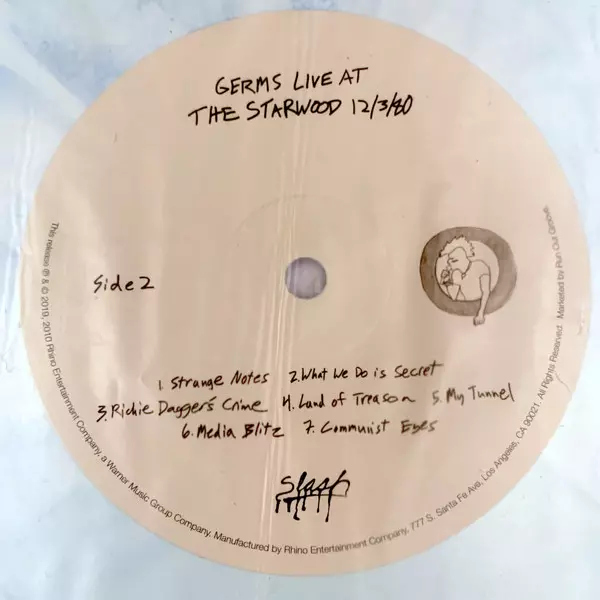 GERMS LIVE AT
THE STARWOOD 12/3/80
Side 2
1. Strange Notes 2. What We Do is Secret
3. Richie Dagger's Crime 4. Land of Treason 5. My Tunnel
6. Media Blitz 7. Communist Eyes
slash
This release ℗ & © 2019, 2010 Rhino Entertainment Company, a Warner Music Group Company. Manufactured by Rhino Entertainment Company, 777 S. Santa Fe Ave, Los Angeles, CA 90021. All Rights Reserved. Marketed by Run Out Groove.